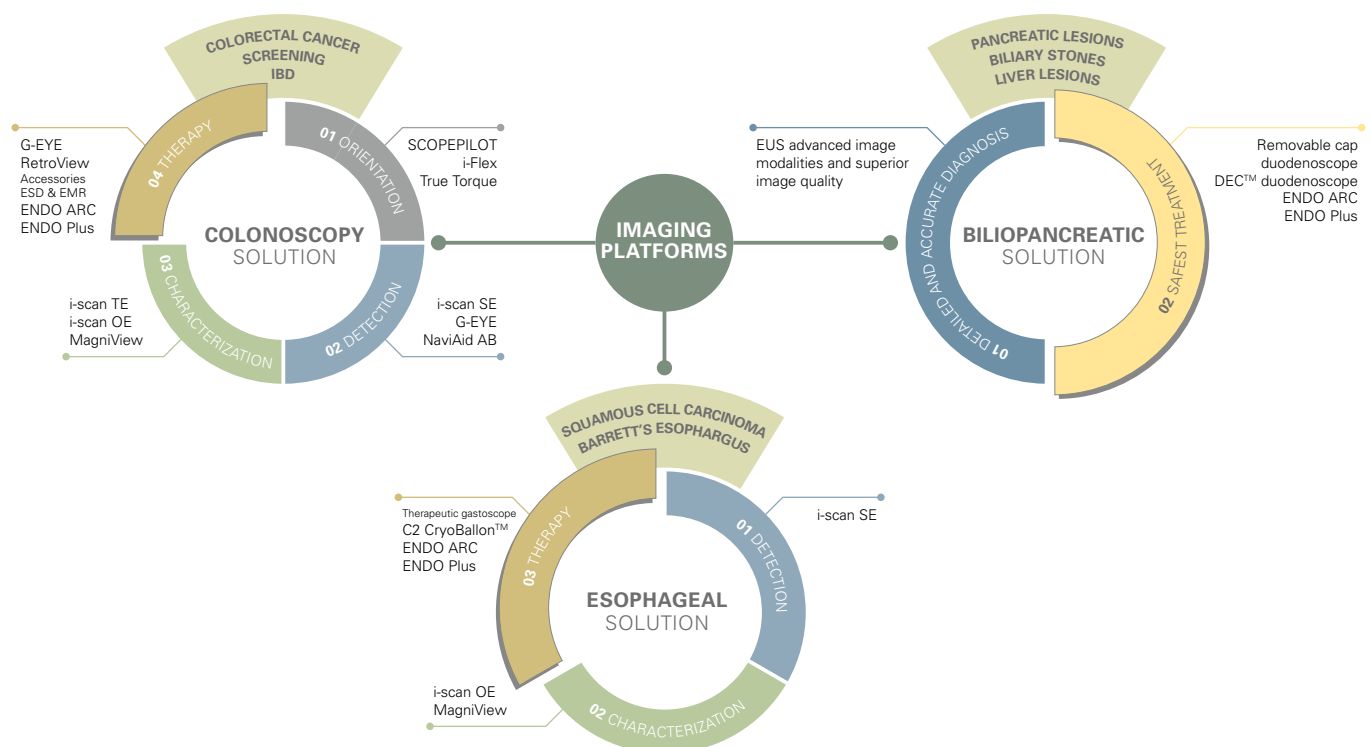 COLORECTAL CANCER
SCREENING
IBD
01 ORIENTATION
SCOPEPILOT
i-Flex
True Torque
02 DETECTION
i-scan SE
G-EYE
NaviAid AB
03 CHARACTERIZATION
i-scan TE
i-scan OE
MagniView
04 THERAPY
G-EYE
RetroView
Accessories
ESD & EMR
ENDO ARC
ENDO Plus
COLONOSCOPY
SOLUTION
IMAGING
PLATFORMS
PANCREATIC LESIONS
BILIARY STONES
LIVER LESIONS
01 DETAILED AND ACCURATE DIAGNOSIS
EUS advanced image
modalities and superior
image quality
02 SAFEST TREATMENT
Removable cap
duodenoscope
DEC™ duodenoscope
ENDO ARC
ENDO Plus
BILIOPANCREATIC
SOLUTION
SQUAMOUS CELL CARCINOMA
BARRETT'S ESOPHARGUS
01 DETECTION
i-scan SE
02 CHARACTERIZATION
i-scan OE
MagniView
03 THERAPY
Therapeutic gastoscope
C2 CryoBallon™
ENDO ARC
ENDO Plus
ESOPHAGEAL
SOLUTION